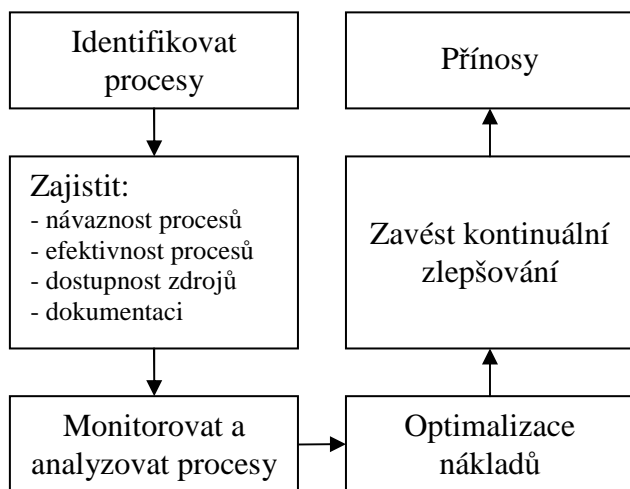 Identifikovat
procesy
Zajistit:
- návaznost procesů
- efektivnost procesů
- dostupnost zdrojů
- dokumentaci
Monitorovat a
analyzovat procesy
Optimalizace
nákladů
Zavést kontinuální
zlepšování
Přínosy